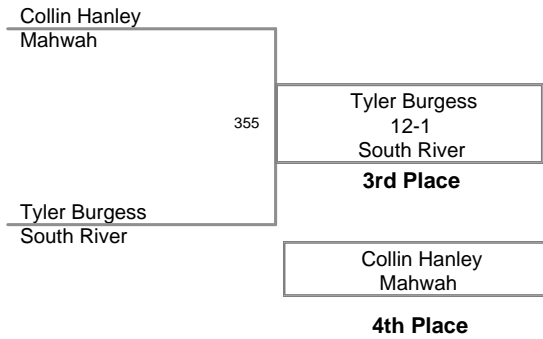 Collin Hanley
Mahwah
355
Tyler Burgess
12-1
South River
3rd Place
Tyler Burgess
South River
Collin Hanley
Mahwah
4th Place